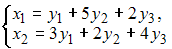 x₁ = y₁ + 5y₂ + 2y₃,
x₂ = 3y₁ + 2y₂ + 4y₃